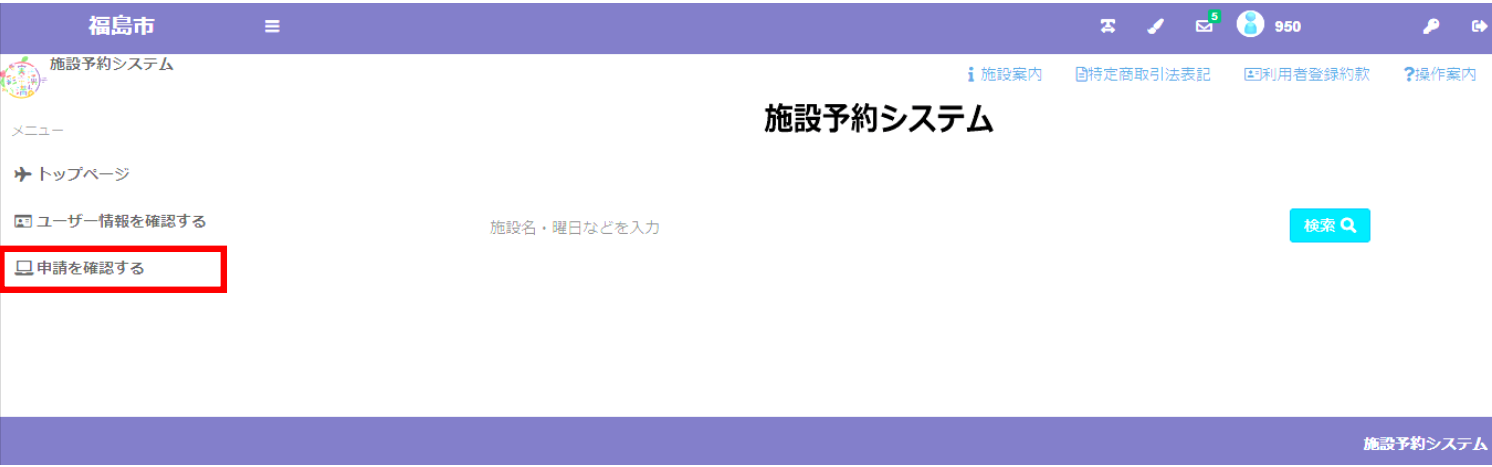 福島市
5
950
施設予約システム
施設案内
特定商取引法表記
利用者登録約款
?操作案内
施設予約システム
メニュー
トップページ
ユーザー情報を確認する
施設名・曜日などを入力
検索
申請を確認する
施設予約システム